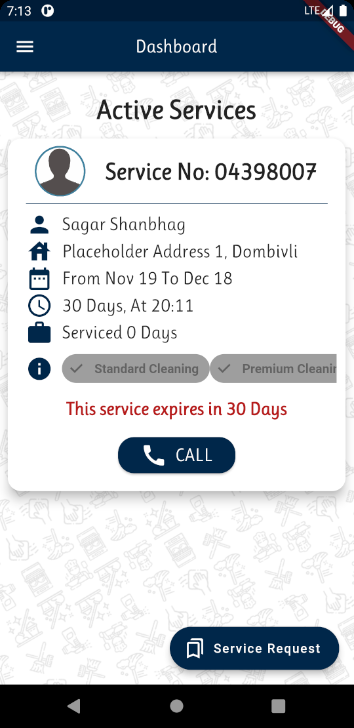 7:13
LTE
DEBUG
Dashboard
Active Services
Service No: 04398007
Sagar Shanbhag
Placeholder Address 1, Dombivli
From Nov 19 To Dec 18
30 Days, At 20:11
Serviced 0 Days
Standard Cleaning
Premium Cleanin
This service expires in 30 Days
CALL
Service Request